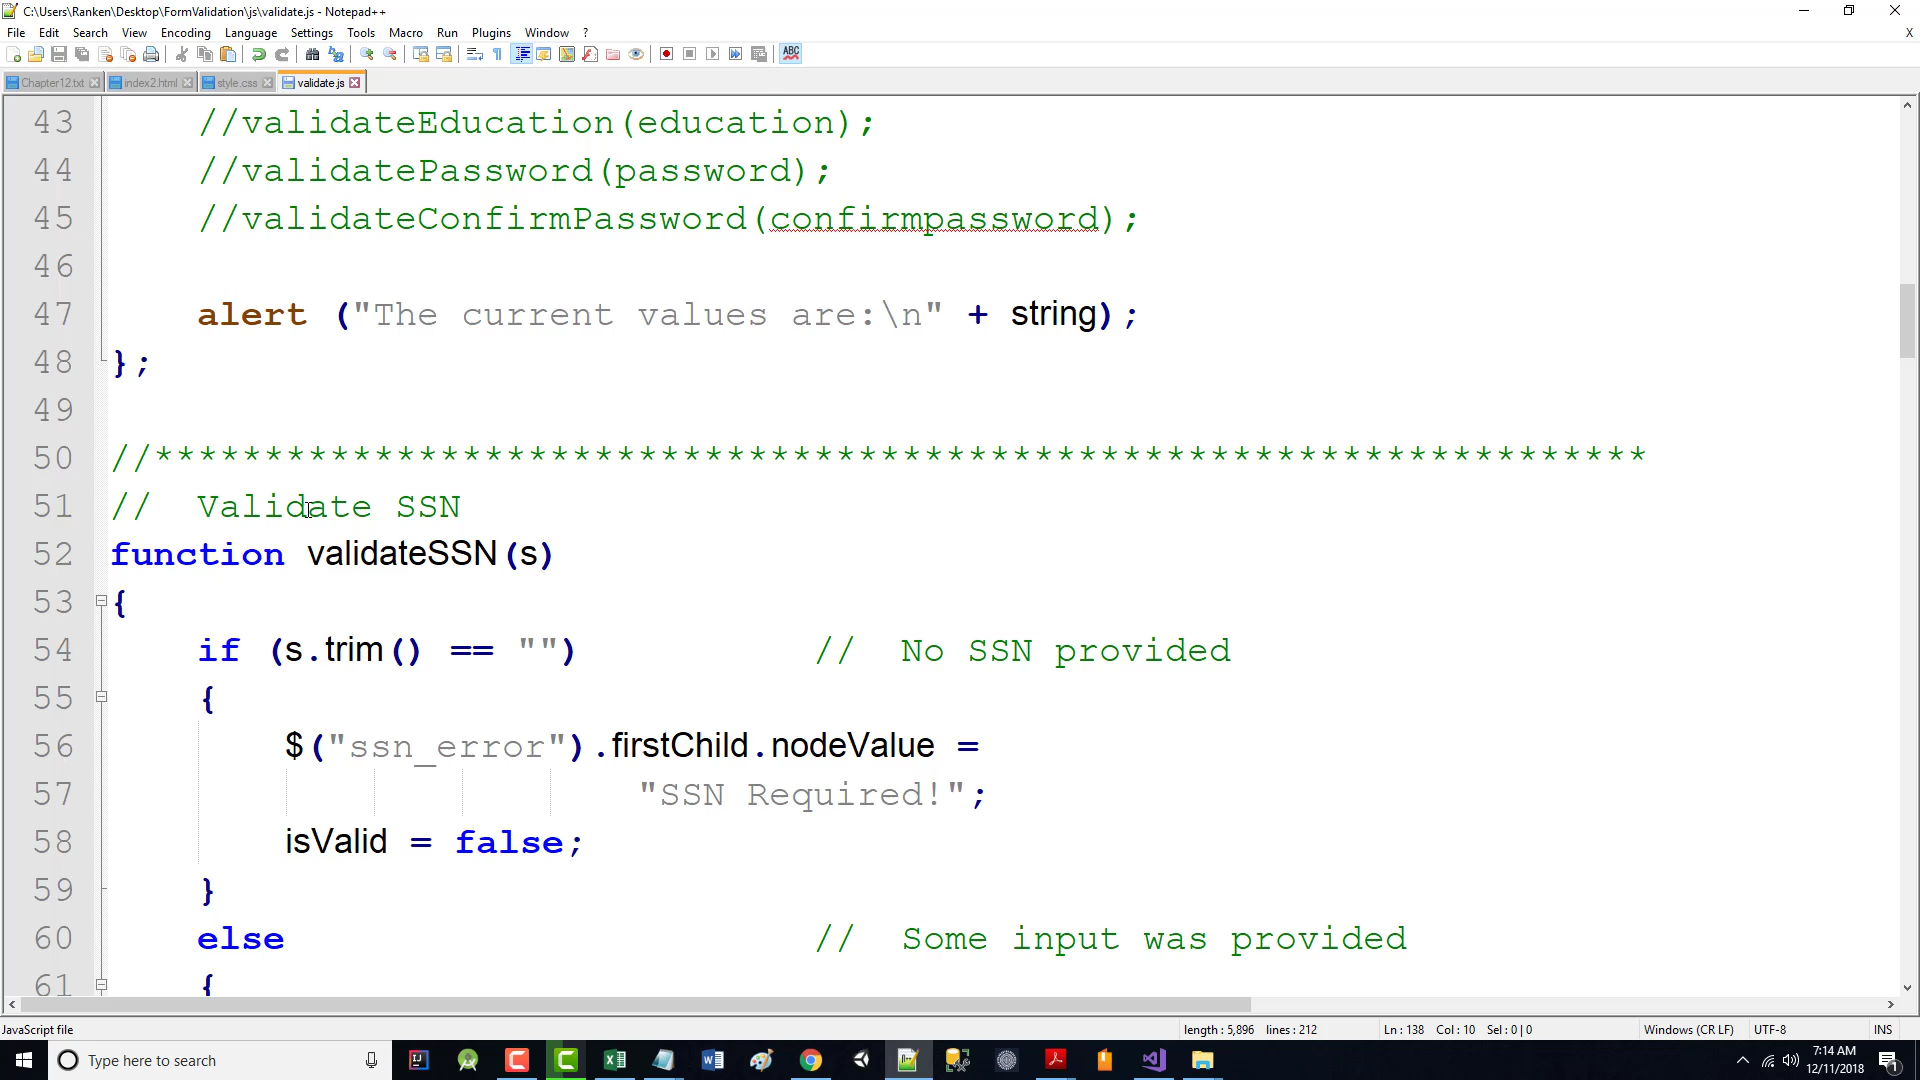 C:\Users\Ranken\Desktop\FormValidation\js\validate.js - Notepad++
File Edit Search View Encoding Language Settings Tools Macro Run Plugins Window ? X
ABC
Chapter12.txt index2.html style.css validate.js
43 //validateEducation(education);
44 //validatePassword(password);
45 //validateConfirmPassword(confirmpassword);
46
47 alert ("The current values are:\n" + string);
48 };
49
50 //********************************************************************
51 // Validate SSN
52 function validateSSN(s)
53 {
54 if (s.trim() == "") // No SSN provided
55 {
56 $("ssn_error").firstChild.nodeValue =
57 "SSN Required!";
58 isValid = false;
59 }
60 else // Some input was provided
61 {
JavaScript file length : 5,896 lines : 212 Ln : 138 Col : 10 Sel : 0 | 0 Windows (CR LF) UTF-8 INS
Type here to search
7:14 AM
12/11/2018
1